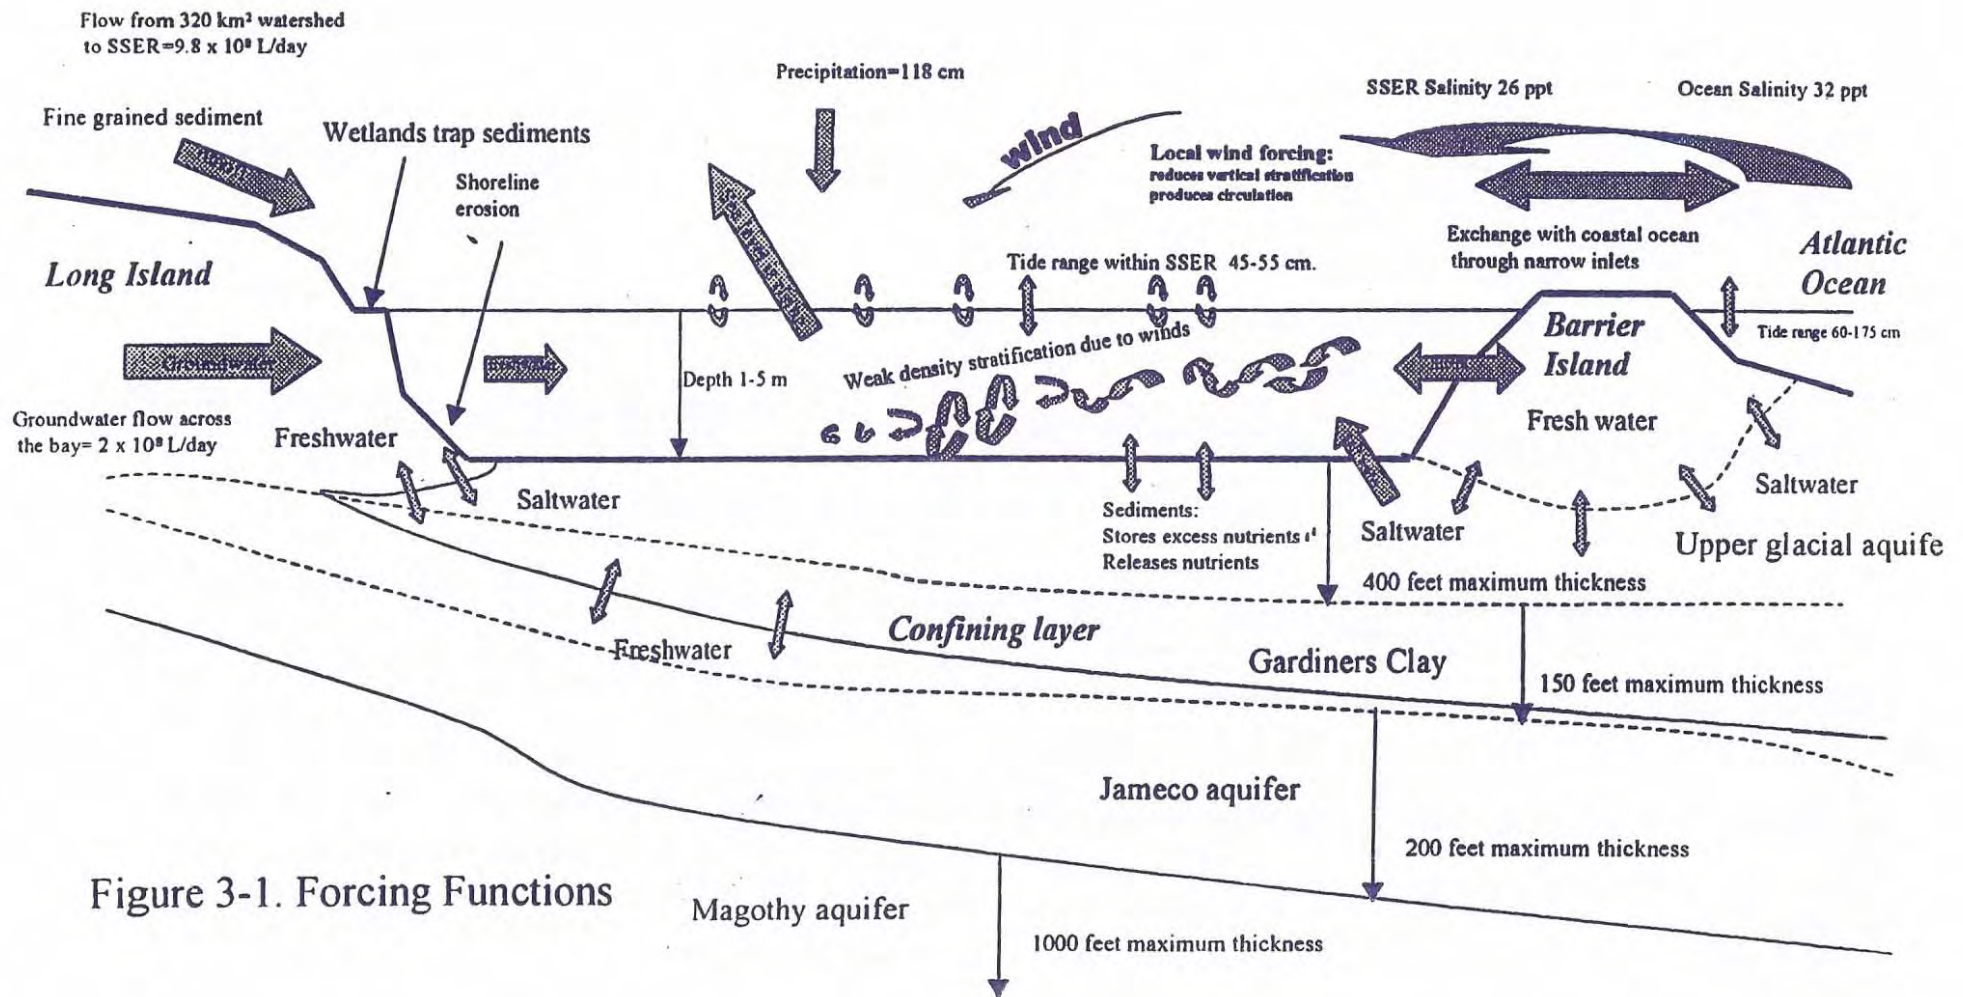 Flow from 320 km² watershed
to SSER=9.8 x 10⁸ L/day
Precipitation=118 cm
SSER Salinity 26 ppt
Ocean Salinity 32 ppt
Fine grained sediment
Wetlands trap sediments
wind
Local wind forcing:
reduces vertical stratification
produces circulation
Shoreline
erosion
Exchange with coastal ocean
through narrow inlets
Atlantic
Ocean
Long Island
Tide range within SSER 45-55 cm.
Barrier
Island
Tide range 60-175 cm
Weak density stratification due to winds
Groundwater
Depth 1-5 m
Groundwater flow across
the bay= 2 x 10⁸ L/day
Freshwater
Fresh water
Saltwater
Saltwater
Sediments:
Stores excess nutrients
Releases nutrients
Saltwater
Upper glacial aquife
400 feet maximum thickness
Confining layer
Freshwater
Gardiners Clay
150 feet maximum thickness
Jameco aquifer
200 feet maximum thickness
Figure 3-1. Forcing Functions
Magothy aquifer
1000 feet maximum thickness